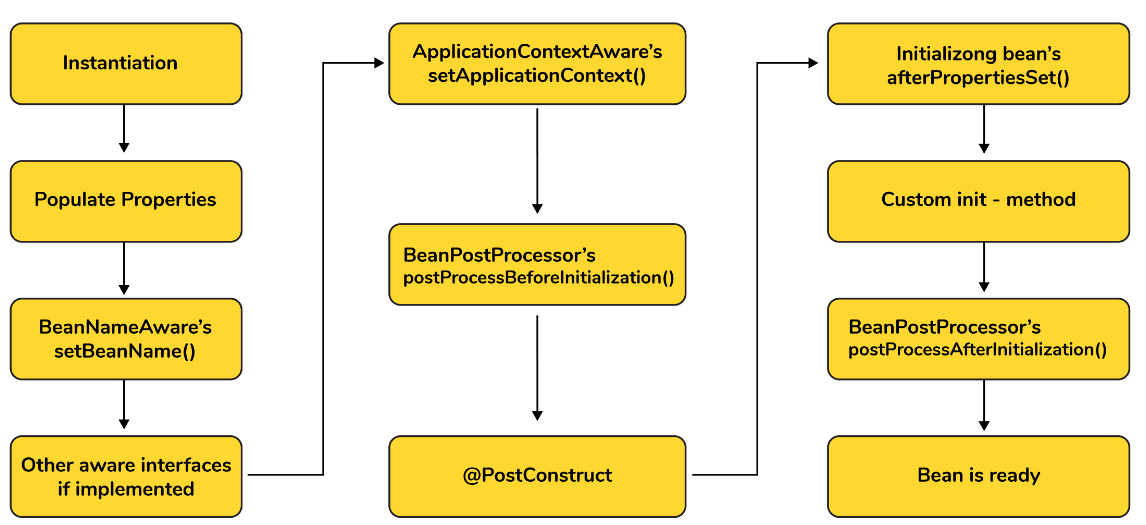 Instantiation
Populate Properties
BeanNameAware's
setBeanName()
Other aware interfaces
if implemented
ApplicationContextAware's
setApplicationContext()
BeanPostProcessor's
postProcessBeforeInitialization()
@PostConstruct
Initializong bean's
afterPropertiesSet()
Custom init - method
BeanPostProcessor's
postProcessAfterInitialization()
Bean is ready